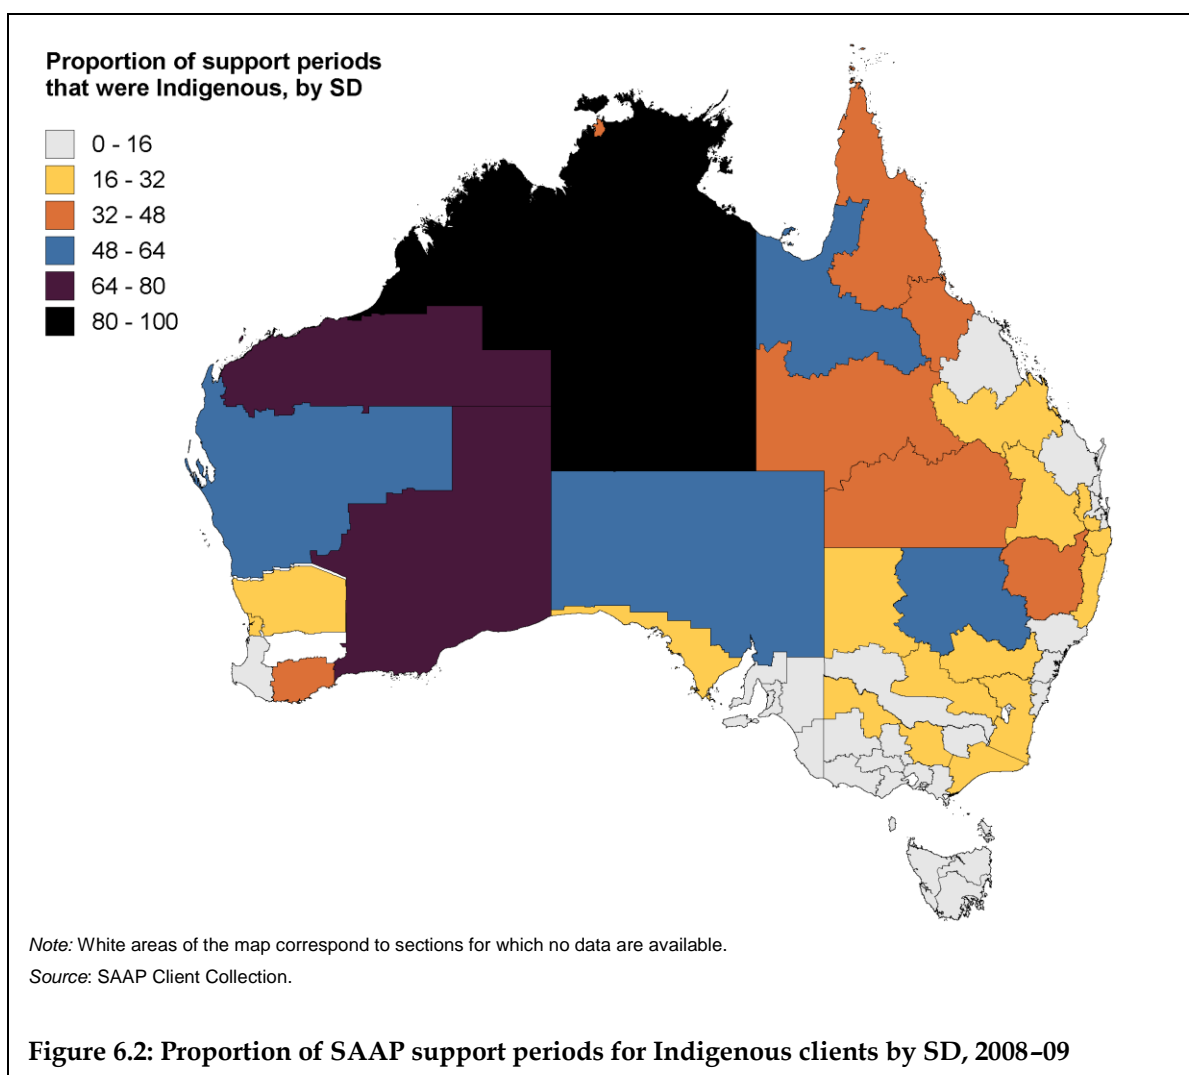 Proportion of support periods
that were Indigenous, by SD
0 - 16
16 - 32
32 - 48
48 - 64
64 - 80
80 - 100
Note: White areas of the map correspond to sections for which no data are available.
Source: SAAP Client Collection.
Figure 6.2: Proportion of SAAP support periods for Indigenous clients by SD, 2008–09